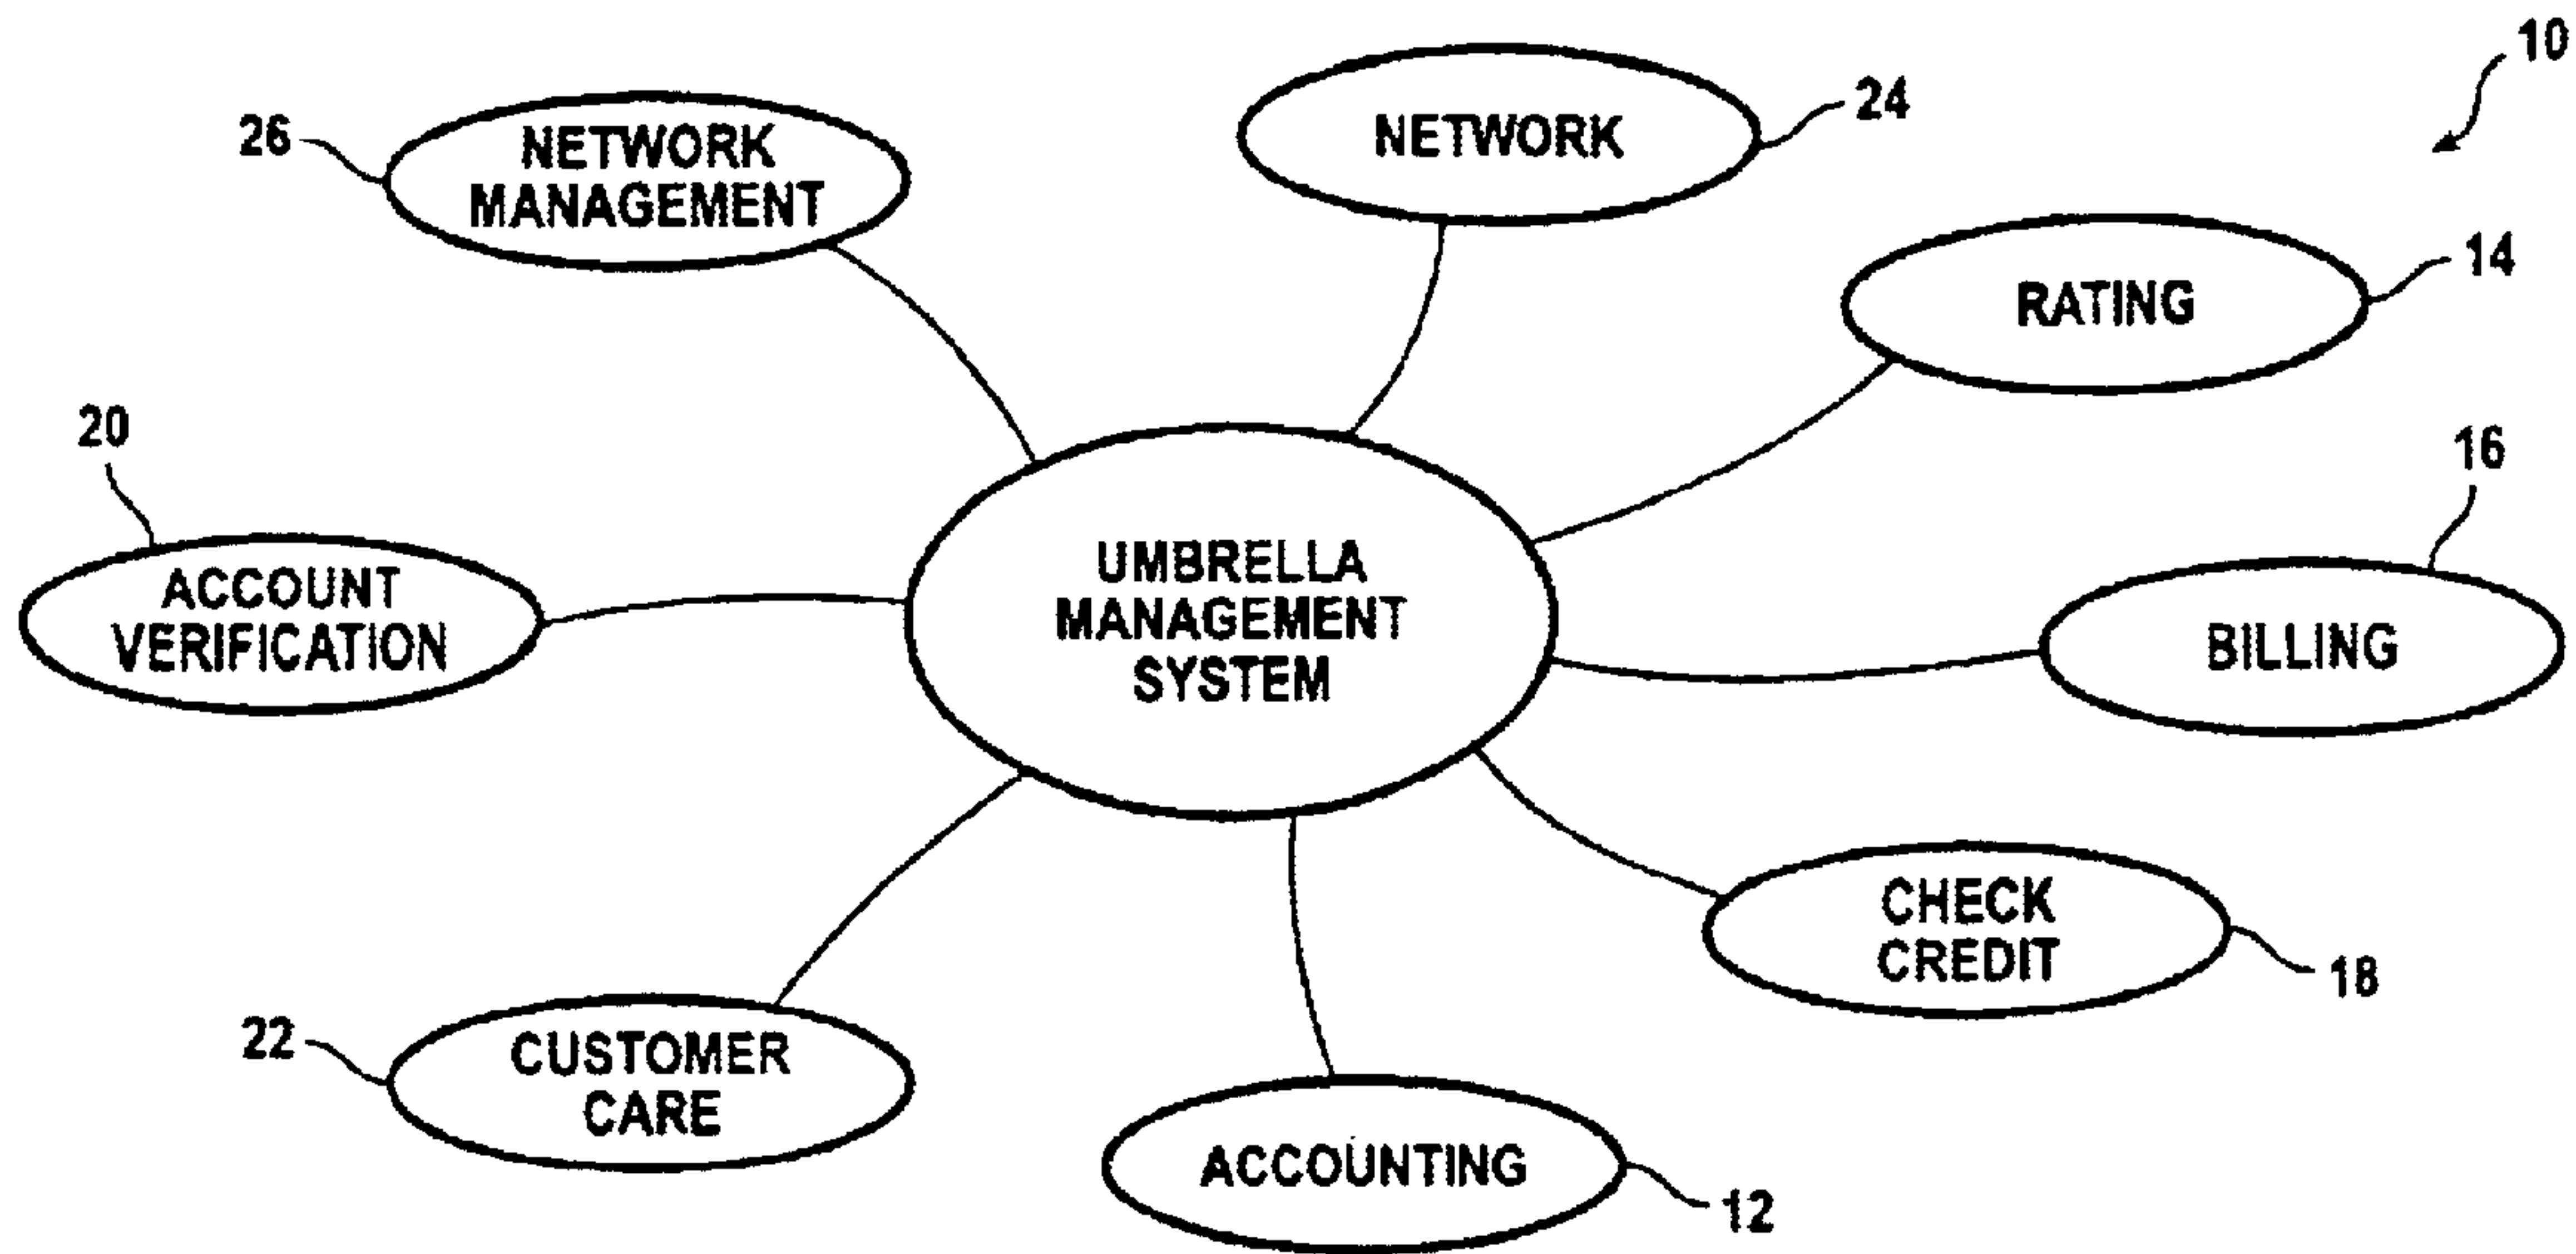 10
NETWORK
24
26
NETWORK
MANAGEMENT
RATING
14
20
16
ACCOUNT
VERIFICATION
UMBRELLA
MANAGEMENT
SYSTEM
BILLING
CHECK
CREDIT
18
22
CUSTOMER
CARE
ACCOUNTING
12